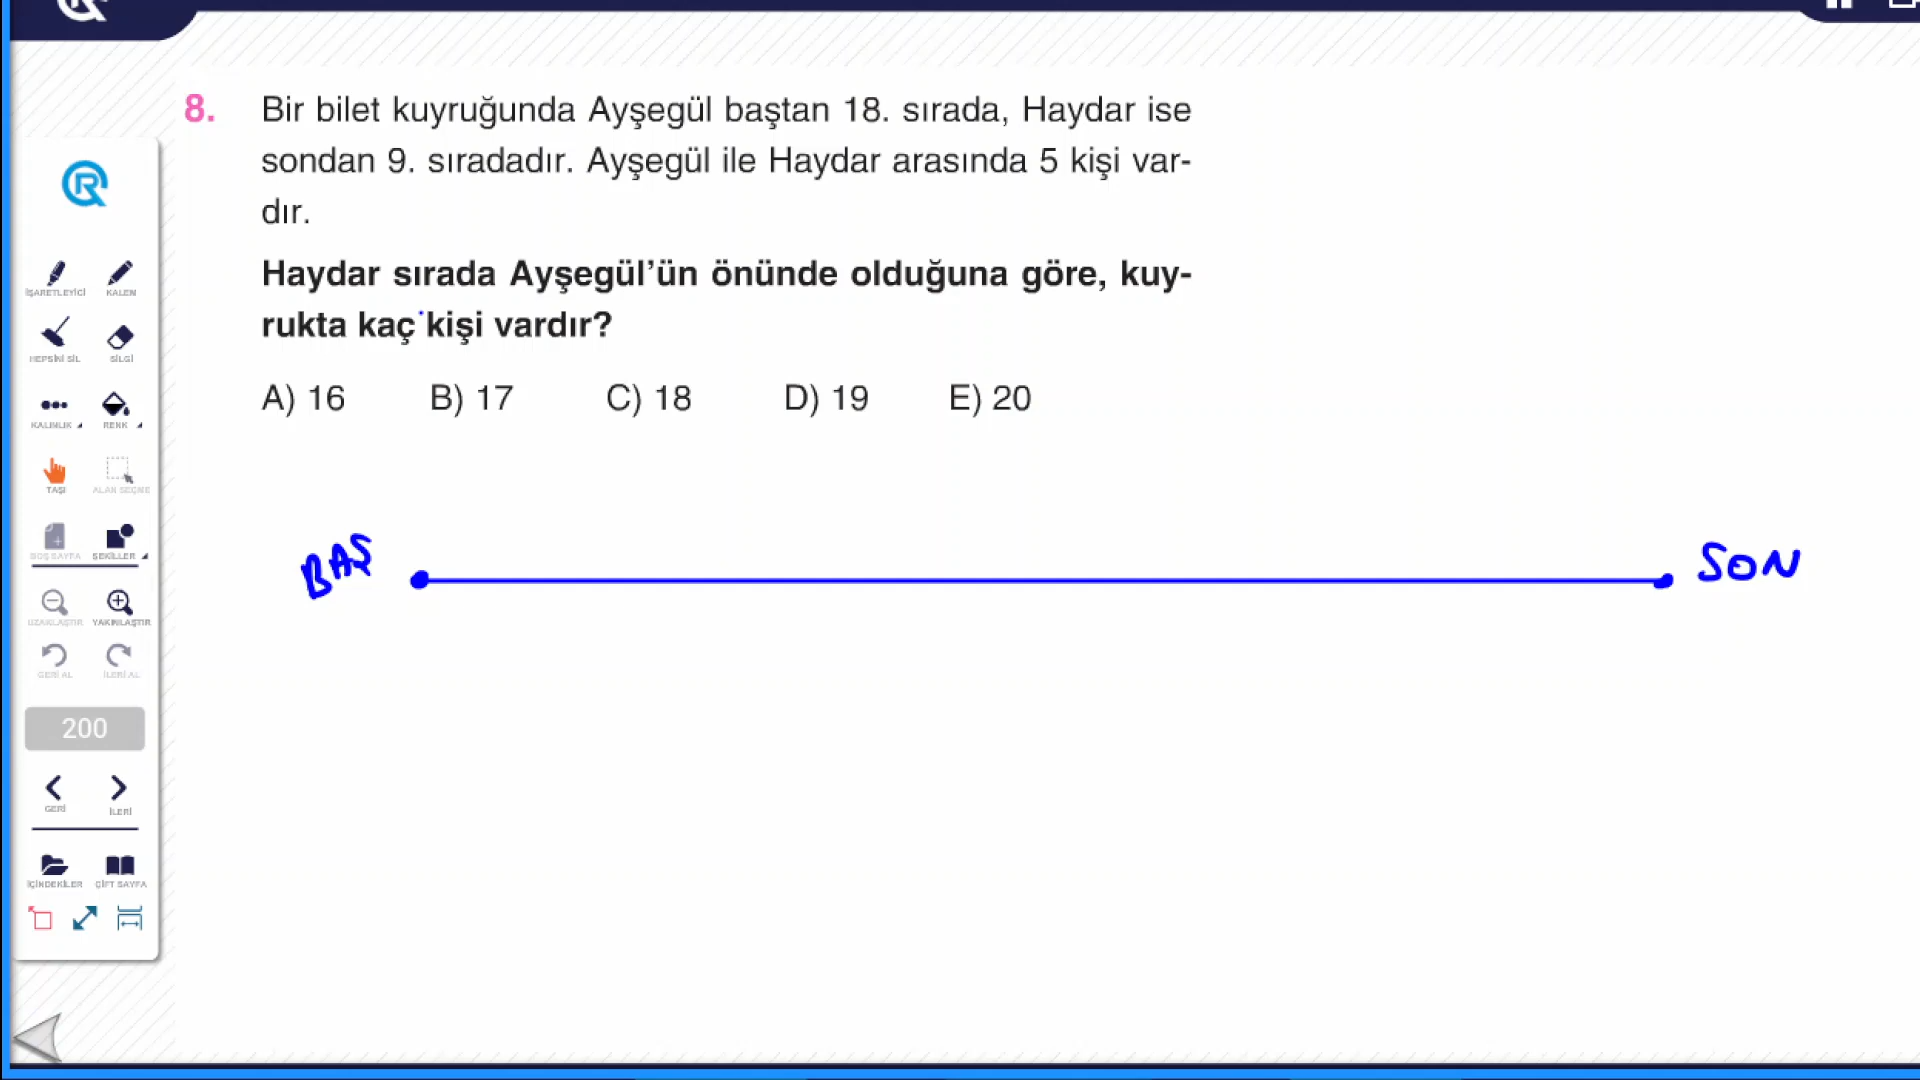 8. Bir bilet kuyruğunda Ayşegül baştan 18. sırada, Haydar ise
sondan 9. sıradadır. Ayşegül ile Haydar arasında 5 kişi var-
dır.
Haydar sırada Ayşegül’ün önünde olduğuna göre, kuy-
rukta kaç kişi vardır?
A) 16 B) 17 C) 18 D) 19 E) 20
BAŞ SON
İŞARETLEYİCİ KALEM
HEPSİNİ SİL SİLGİ
KALINLIK RENK
TAŞI ALAN SEÇME
BOŞ SAYFA ŞEKİLLER
UZAKLAŞTIR YAKINLAŞTIR
GERİ AL İLERİ AL
200
GERİ İLERİ
İÇİNDEKİLER ÇİFT SAYFA